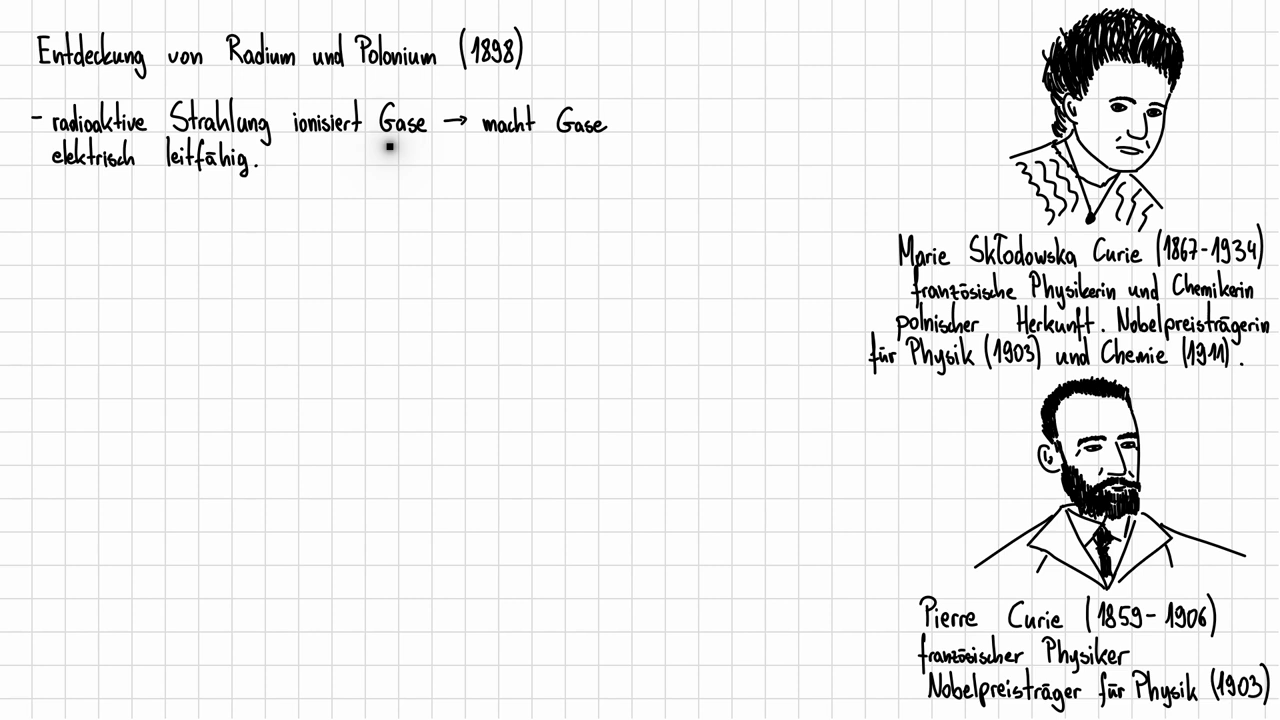 Entdeckung von Radium und Polonium (1898)
- radioaktive Strahlung ionisiert Gase → macht Gase
elektrisch leitfähig.
Marie Skłodowska Curie (1867-1934)
französische Physikerin und Chemikerin
polnischer Herkunft. Nobelpreisträgerin
für Physik (1903) und Chemie (1911).
Pierre Curie (1859-1906)
französischer Physiker
Nobelpreisträger für Physik (1903)